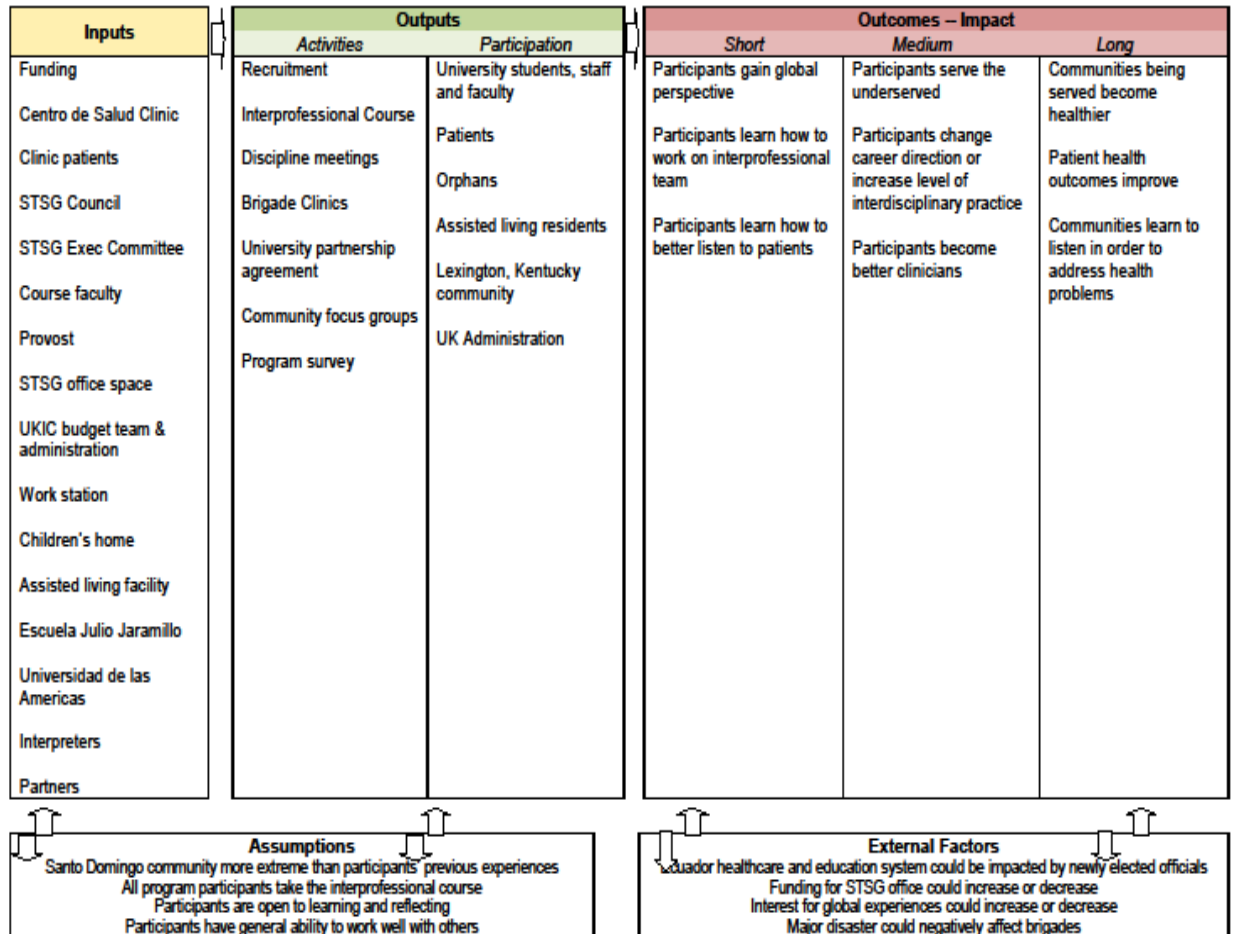 Inputs
Outputs
Activities
Participation
Outcomes – Impact
Short
Medium
Long
Funding
Centro de Salud Clinic
Clinic patients
STSG Council
STSG Exec Committee
Course faculty
Provost
STSG office space
UKIC budget team &
administration
Work station
Children's home
Assisted living facility
Escuela Julio Jaramillo
Universidad de las
Americas
Interpreters
Partners
Recruitment
Interprofessional Course
Discipline meetings
Brigade Clinics
University partnership
agreement
Community focus groups
Program survey
University students, staff
and faculty
Patients
Orphans
Assisted living residents
Lexington, Kentucky
community
UK Administration
Participants gain global
perspective
Participants learn how to
work on interprofessional
team
Participants learn how to
better listen to patients
Participants serve the
underserved
Participants change
career direction or
increase level of
interdisciplinary practice
Participants become
better clinicians
Communities being
served become
healthier
Patient health
outcomes improve
Communities learn to
listen in order to
address health
problems
Assumptions
Santo Domingo community more extreme than participants' previous experiences
All program participants take the interprofessional course
Participants are open to learning and reflecting
Participants have general ability to work well with others
External Factors
Ecuador healthcare and education system could be impacted by newly elected officials
Funding for STSG office could increase or decrease
Interest for global experiences could increase or decrease
Major disaster could negatively affect brigades